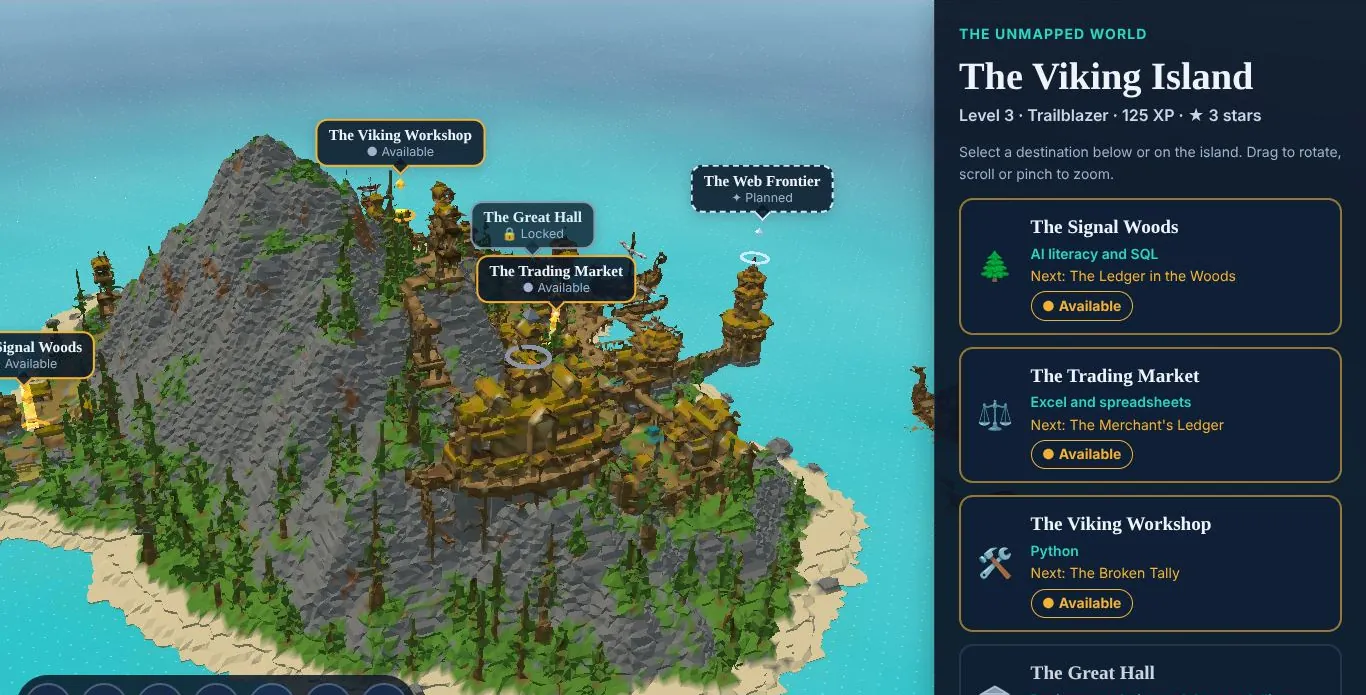 The Viking Workshop
Available
The Web Frontier
✦ Planned
The Great Hall
Locked
The Trading Market
Available
Signal Woods
Available
THE UNMAPPED WORLD
The Viking Island
Level 3 · Trailblazer · 125 XP · ★ 3 stars
Select a destination below or on the island. Drag to rotate,
scroll or pinch to zoom.
The Signal Woods
AI literacy and SQL
Next: The Ledger in the Woods
Available
The Trading Market
Excel and spreadsheets
Next: The Merchant's Ledger
Available
The Viking Workshop
Python
Next: The Broken Tally
Available
The Great Hall